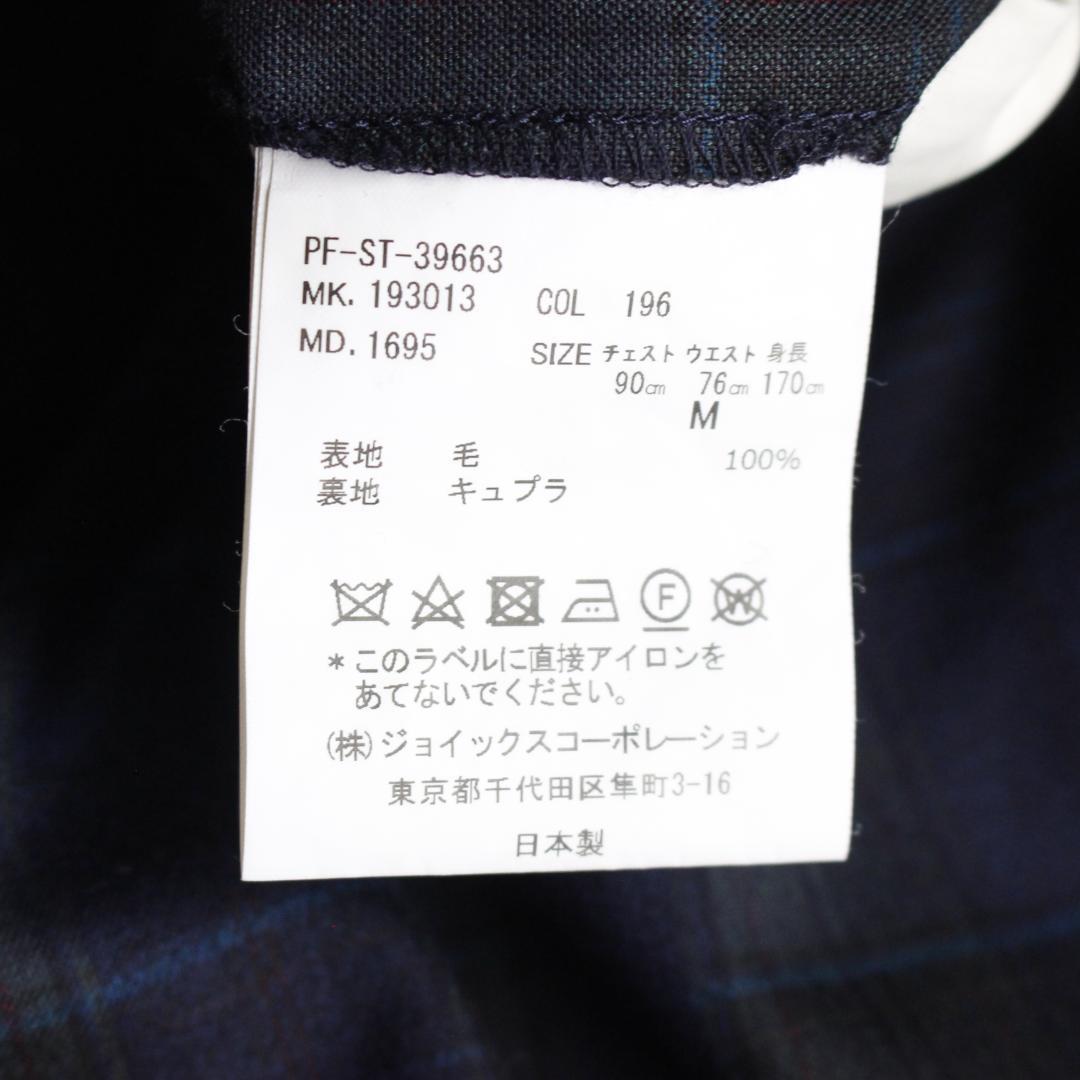 PF-ST-39663
MK. 193013 COL 196
MD. 1695 SIZE チェスト ウエスト 身長
90㎝ 76㎝ 170㎝
M
表地 毛 100%
裏地 キュプラ
F W
*このラベルに直接アイロンを
あてないでください。
(株)ジョイックスコーポレーション
東京都千代田区隼町3-16
日本製